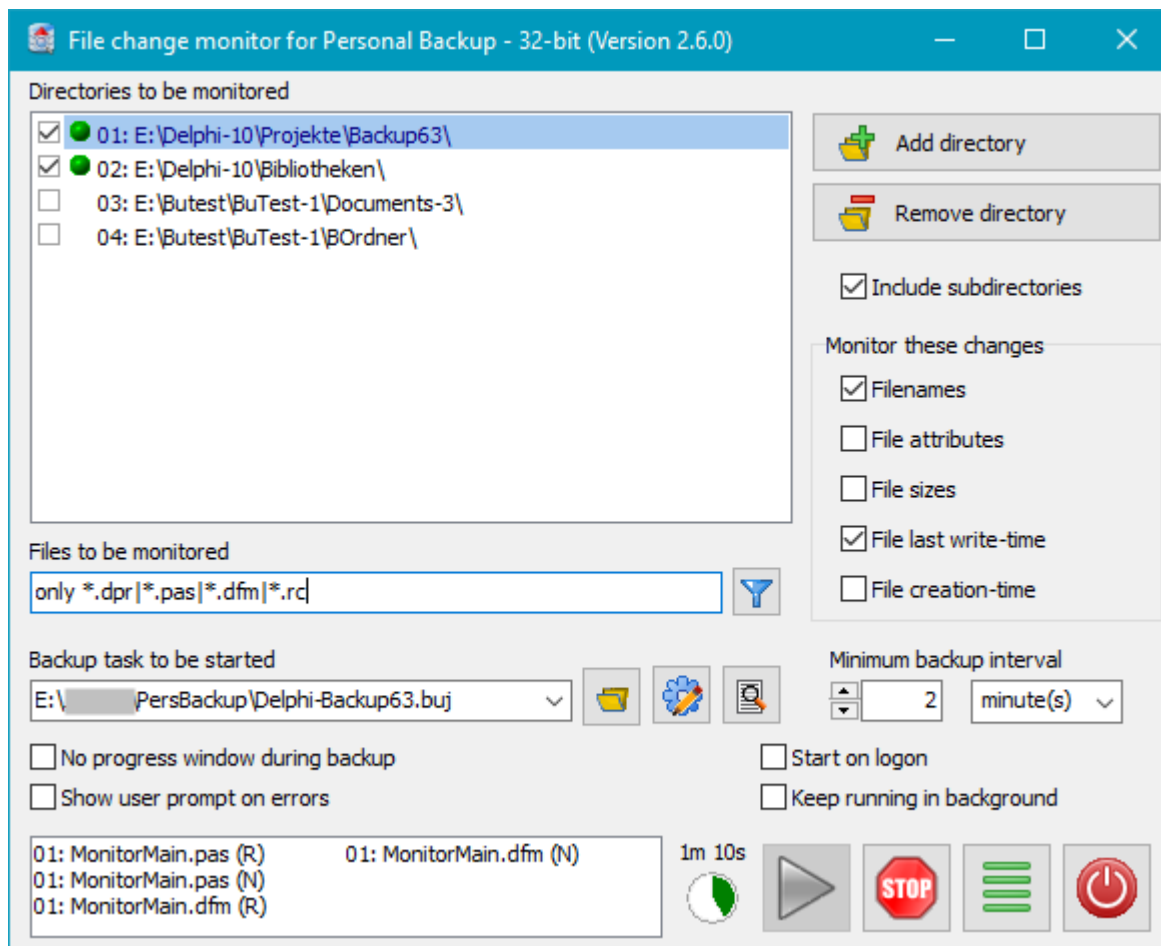 File change monitor for Personal Backup - 32-bit (Version 2.6.0)
Directories to be monitored
01: E:\Delphi-10\Projekte\Backup63\
02: E:\Delphi-10\Bibliotheken\
03: E:\Butest\BuTest-1\Documents-3\
04: E:\Butest\BuTest-1\BOrdner\
Add directory
Remove directory
Include subdirectories
Monitor these changes
Filenames
File attributes
File sizes
File last write-time
File creation-time
Files to be monitored
only *.dpr|*.pas|*.dfm|*.rc
Backup task to be started
E:\ \PersBackup\Delphi-Backup63.buj
Minimum backup interval
2 minute(s)
No progress window during backup
Show user prompt on errors
Start on logon
Keep running in background
01: MonitorMain.pas (R) 01: MonitorMain.dfm (N)
01: MonitorMain.pas (N)
01: MonitorMain.dfm (R)
1m 10s
STOP